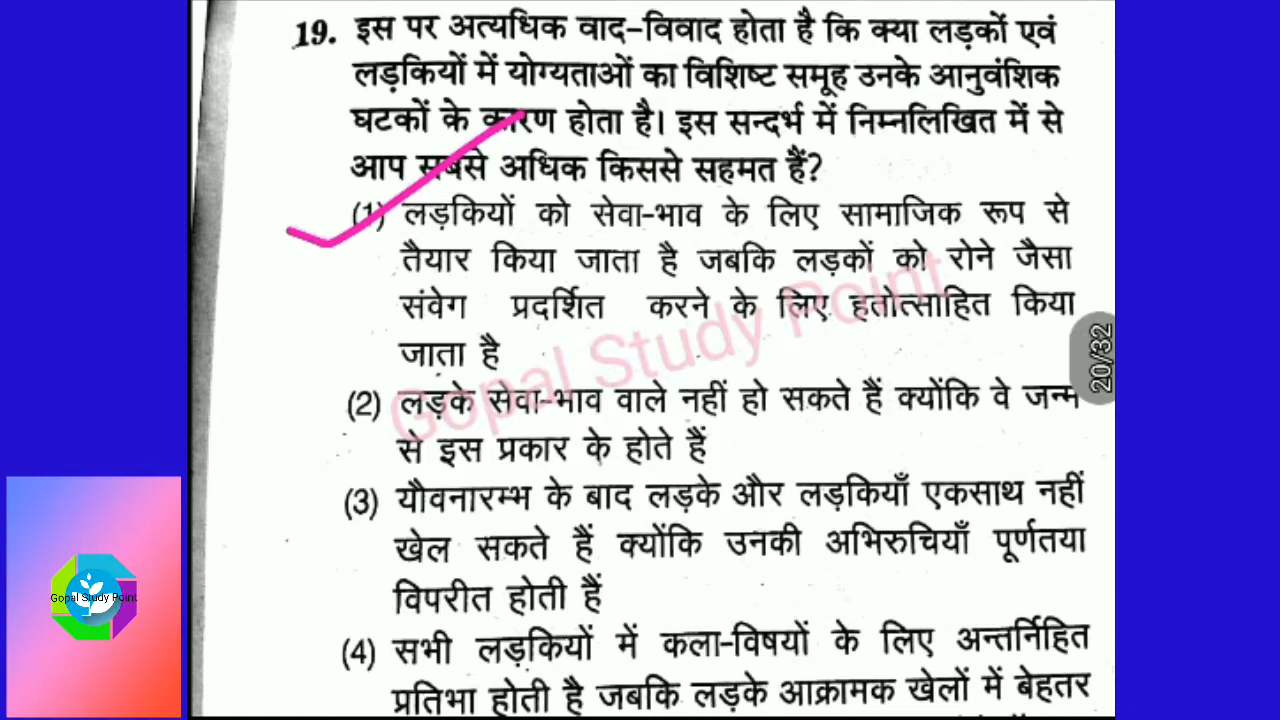 19. इस पर अत्यधिक वाद-विवाद होता है कि क्या लड़कों एवं
लड़कियों में योग्यताओं का विशिष्ट समूह उनके आनुवंशिक
घटकों के कारण होता है। इस सन्दर्भ में निम्नलिखित में से
आप सबसे अधिक किससे सहमत हैं?
(1) लड़कियों को सेवा-भाव के लिए सामाजिक रूप से
तैयार किया जाता है जबकि लड़कों को रोने जैसा
संवेग प्रदर्शित करने के लिए हतोत्साहित किया
जाता है
(2) लड़के सेवा-भाव वाले नहीं हो सकते हैं क्योंकि वे जन्म
से इस प्रकार के होते हैं
(3) यौवनारम्भ के बाद लड़के और लड़कियाँ एकसाथ नहीं
खेल सकते हैं क्योंकि उनकी अभिरुचियाँ पूर्णतया
विपरीत होती हैं
(4) सभी लड़कियों में कला-विषयों के लिए अन्तर्निहित
प्रतिभा होती है जबकि लड़के आक्रामक खेलों में बेहतर
Gopal Study Point
20/32
Gopal Study Point